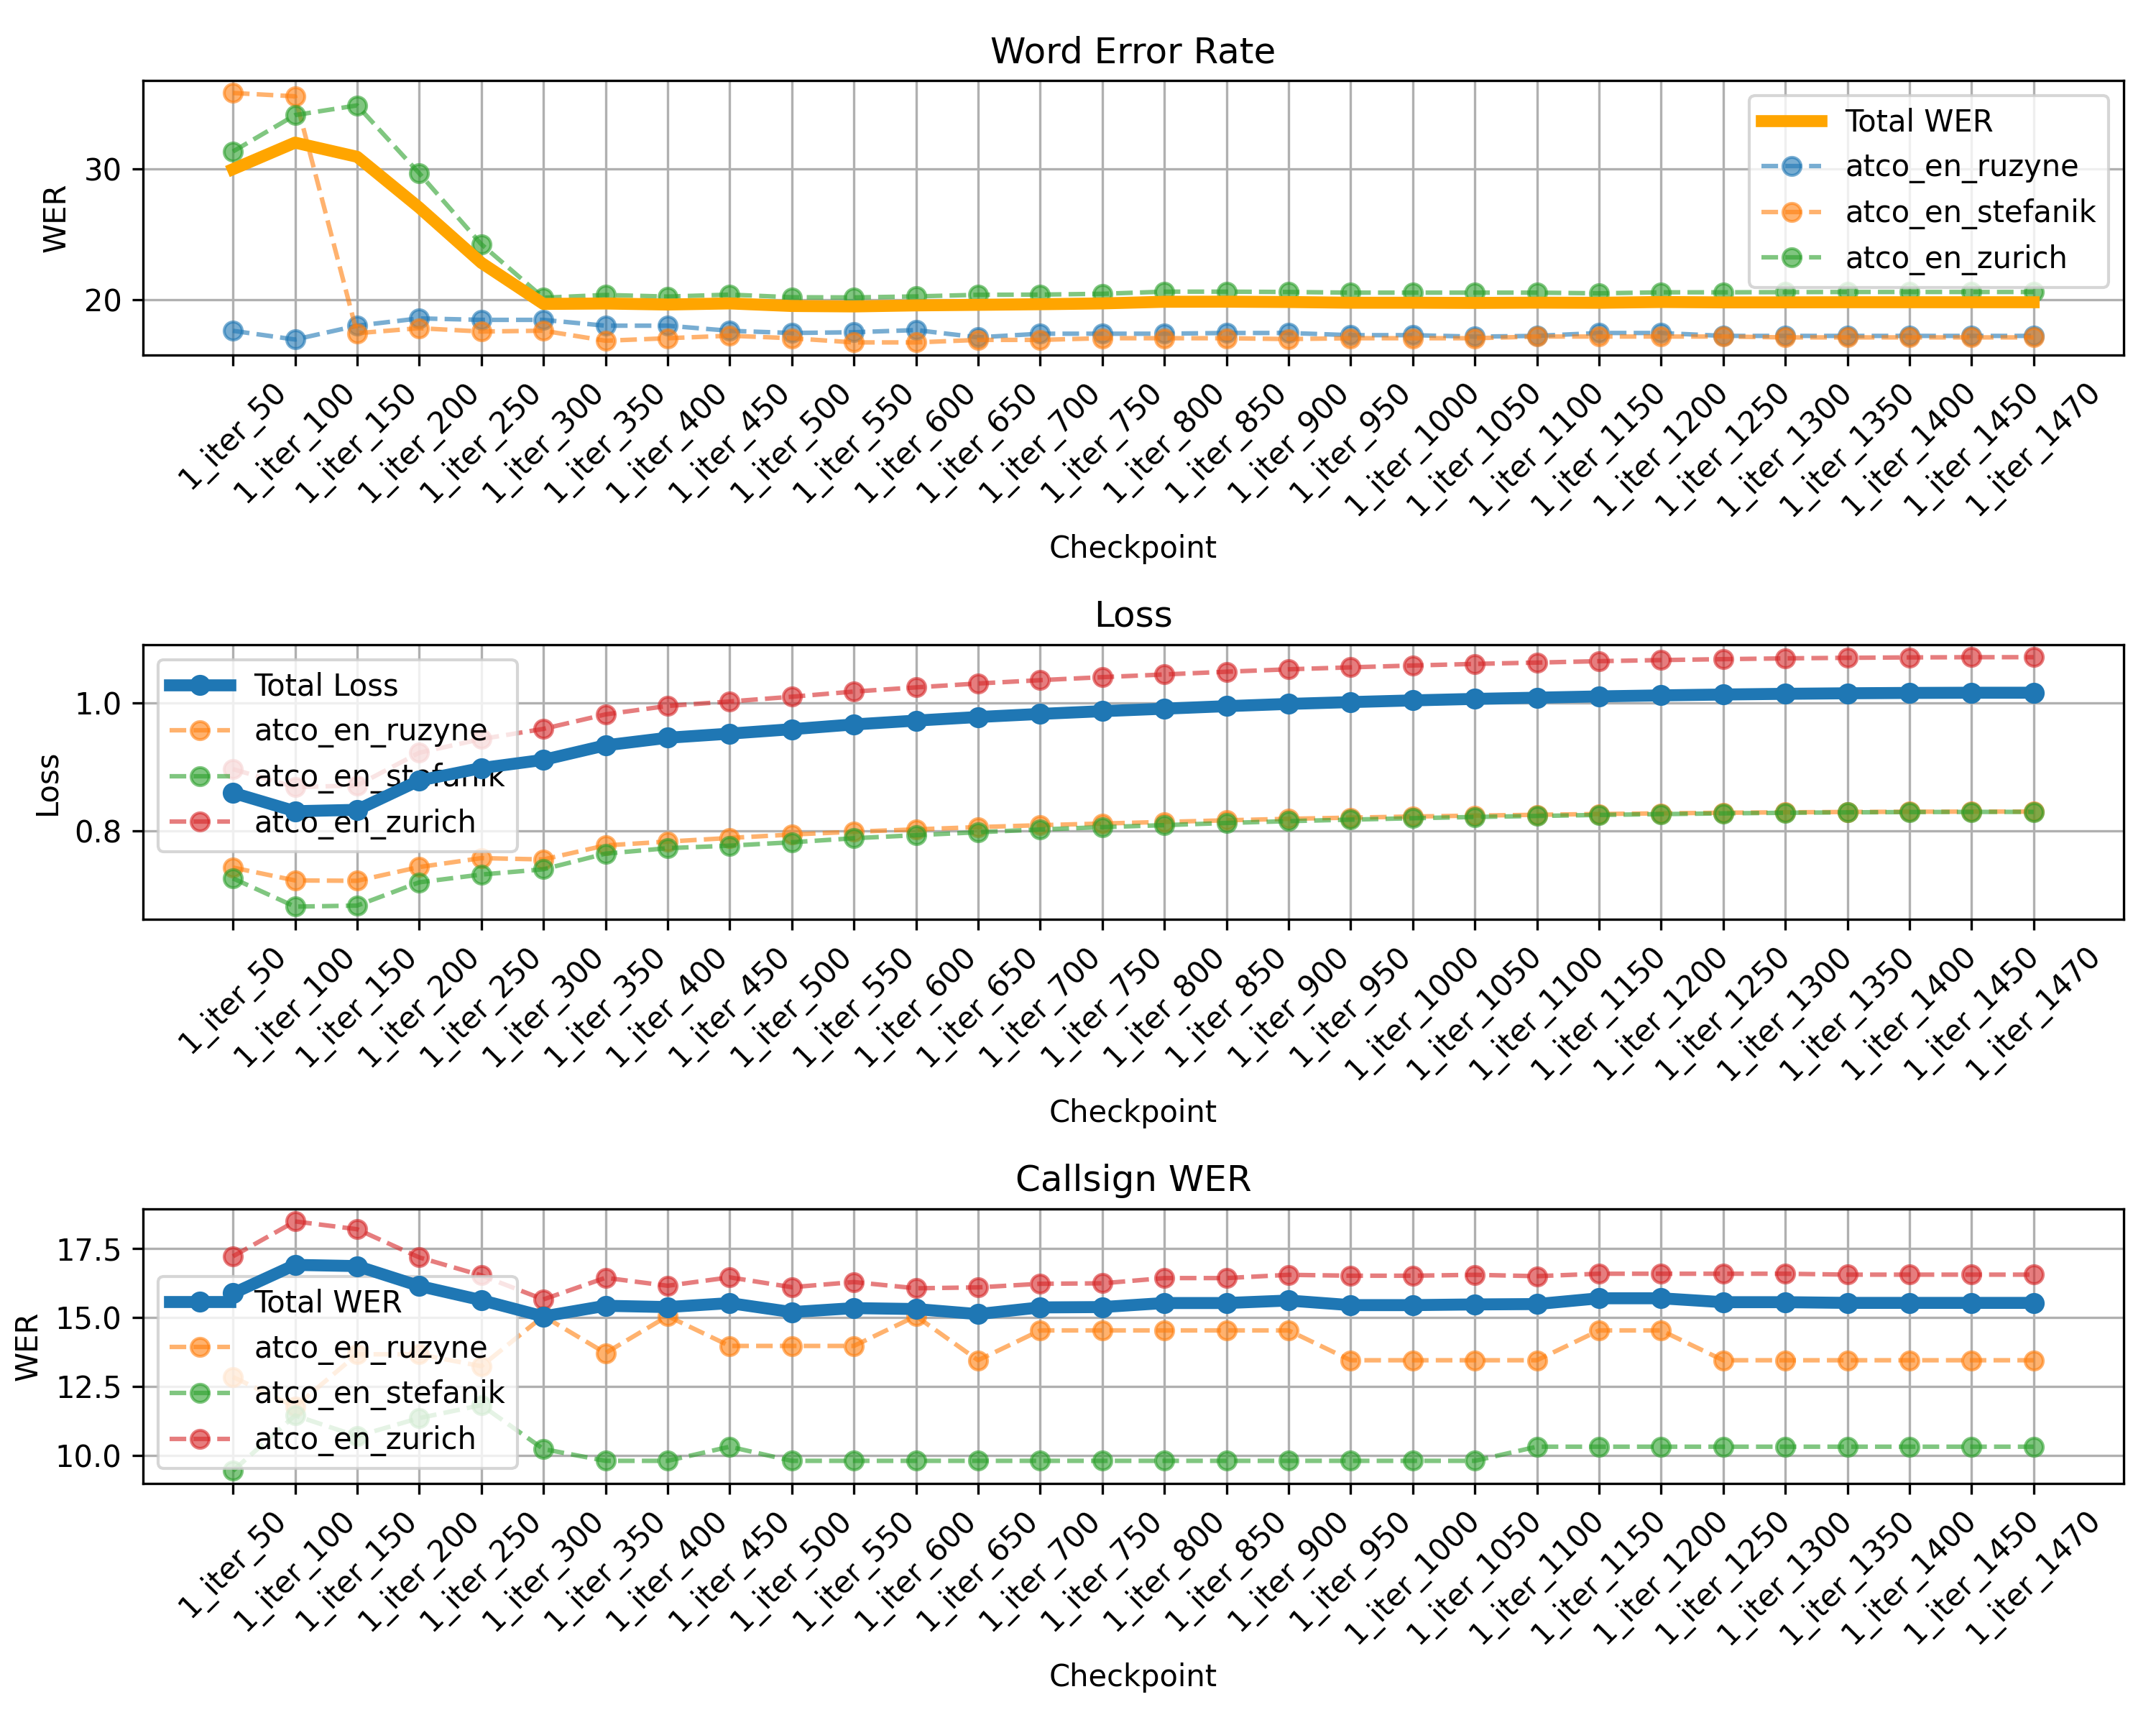 Word Error Rate
WER
30
20
Total WER
atco_en_ruzyne
atco_en_stefanik
atco_en_zurich
1_iter_50
1_iter_100
1_iter_150
1_iter_200
1_iter_250
1_iter_300
1_iter_350
1_iter_400
1_iter_450
1_iter_500
1_iter_550
1_iter_600
1_iter_650
1_iter_700
1_iter_750
1_iter_800
1_iter_850
1_iter_900
1_iter_950
1_iter_1000
1_iter_1050
1_iter_1100
1_iter_1150
1_iter_1200
1_iter_1250
1_iter_1300
1_iter_1350
1_iter_1400
1_iter_1450
1_iter_1470
Checkpoint
Loss
Loss
1.0
0.8
Total Loss
atco_en_ruzyne
atco_en_stefanik
atco_en_zurich
1_iter_50
1_iter_100
1_iter_150
1_iter_200
1_iter_250
1_iter_300
1_iter_350
1_iter_400
1_iter_450
1_iter_500
1_iter_550
1_iter_600
1_iter_650
1_iter_700
1_iter_750
1_iter_800
1_iter_850
1_iter_900
1_iter_950
1_iter_1000
1_iter_1050
1_iter_1100
1_iter_1150
1_iter_1200
1_iter_1250
1_iter_1300
1_iter_1350
1_iter_1400
1_iter_1450
1_iter_1470
Checkpoint
Callsign WER
WER
17.5
15.0
12.5
10.0
Total WER
atco_en_ruzyne
atco_en_stefanik
atco_en_zurich
1_iter_50
1_iter_100
1_iter_150
1_iter_200
1_iter_250
1_iter_300
1_iter_350
1_iter_400
1_iter_450
1_iter_500
1_iter_550
1_iter_600
1_iter_650
1_iter_700
1_iter_750
1_iter_800
1_iter_850
1_iter_900
1_iter_950
1_iter_1000
1_iter_1050
1_iter_1100
1_iter_1150
1_iter_1200
1_iter_1250
1_iter_1300
1_iter_1350
1_iter_1400
1_iter_1450
1_iter_1470
Checkpoint